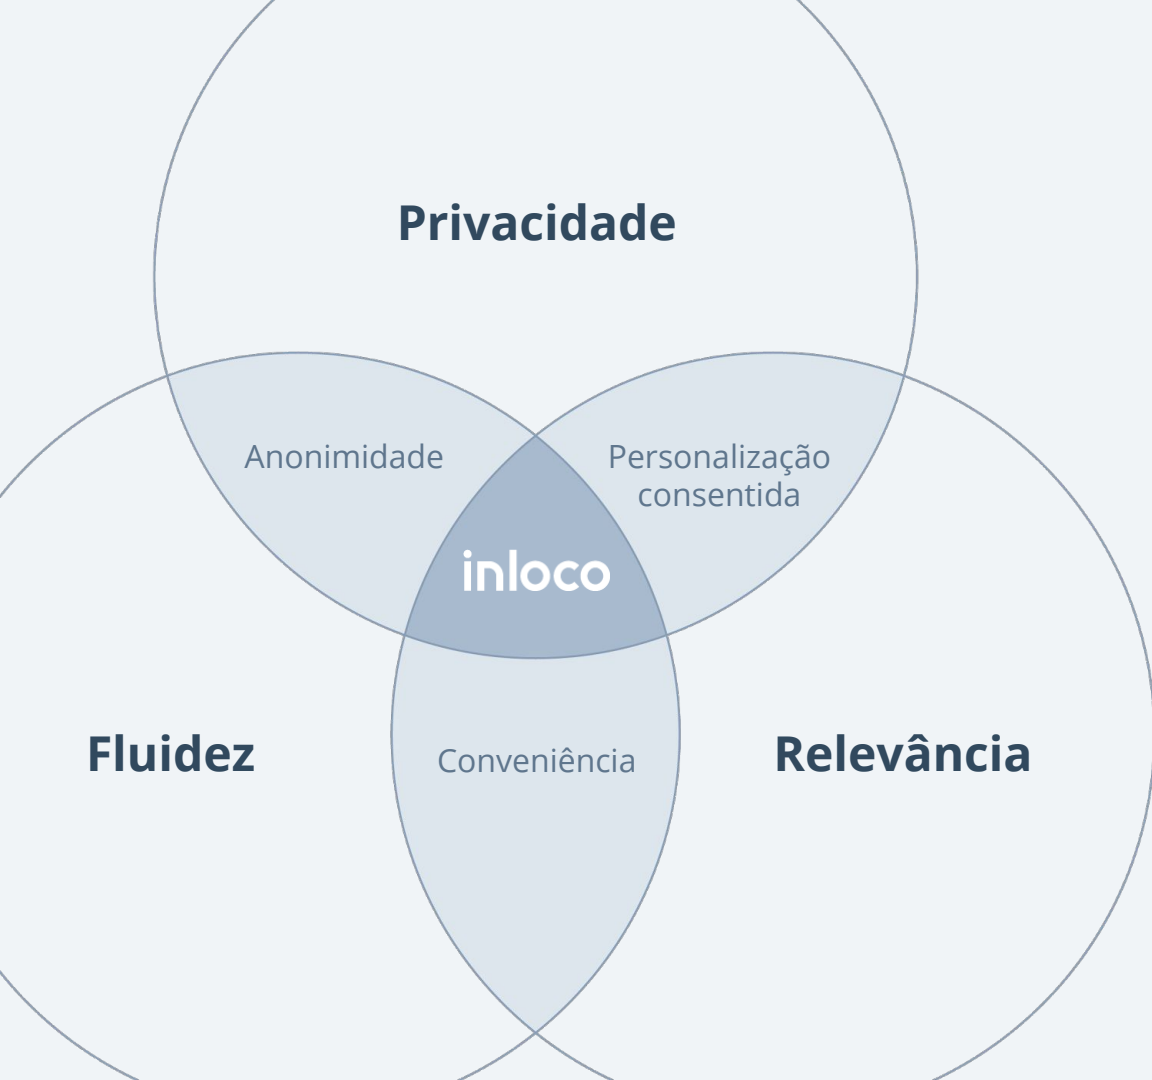 Privacidade
Anonimidade
Personalização
consentida
inloco
Fluidez
Conveniência
Relevância